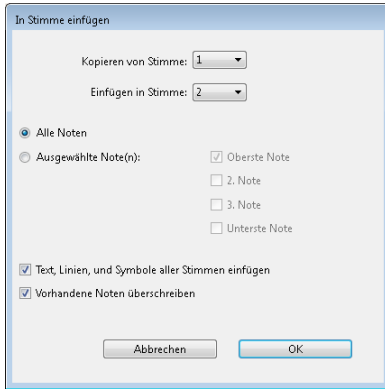 In Stimme einfügen
Kopieren von Stimme: 1
Einfügen in Stimme: 2
Alle Noten
Ausgewählte Note(n): Oberste Note
2. Note
3. Note
Unterste Note
Text, Linien, und Symbole aller Stimmen einfügen
Vorhandene Noten überschreiben
Abbrechen OK